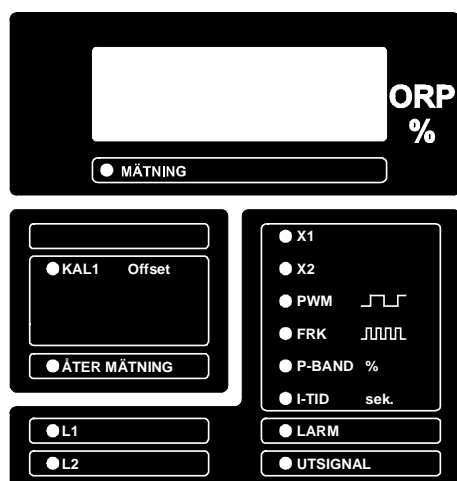 ORP
%
MÄTNING
KAL1 Offset
ÅTER MÄTNING
X1
X2
PWM
FRK
P-BAND %
I-TID sek.
L1
L2
LARM
UTSIGNAL